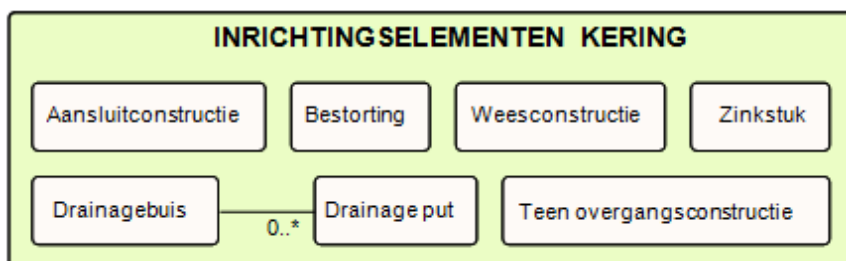 INRICHTINGSELEMENTEN KERING
Aansluitconstructie
Bestorting
Weesconstructie
Zinkstuk
Drainagebuis
0..*
Drainage put
Teen overgangsconstructie